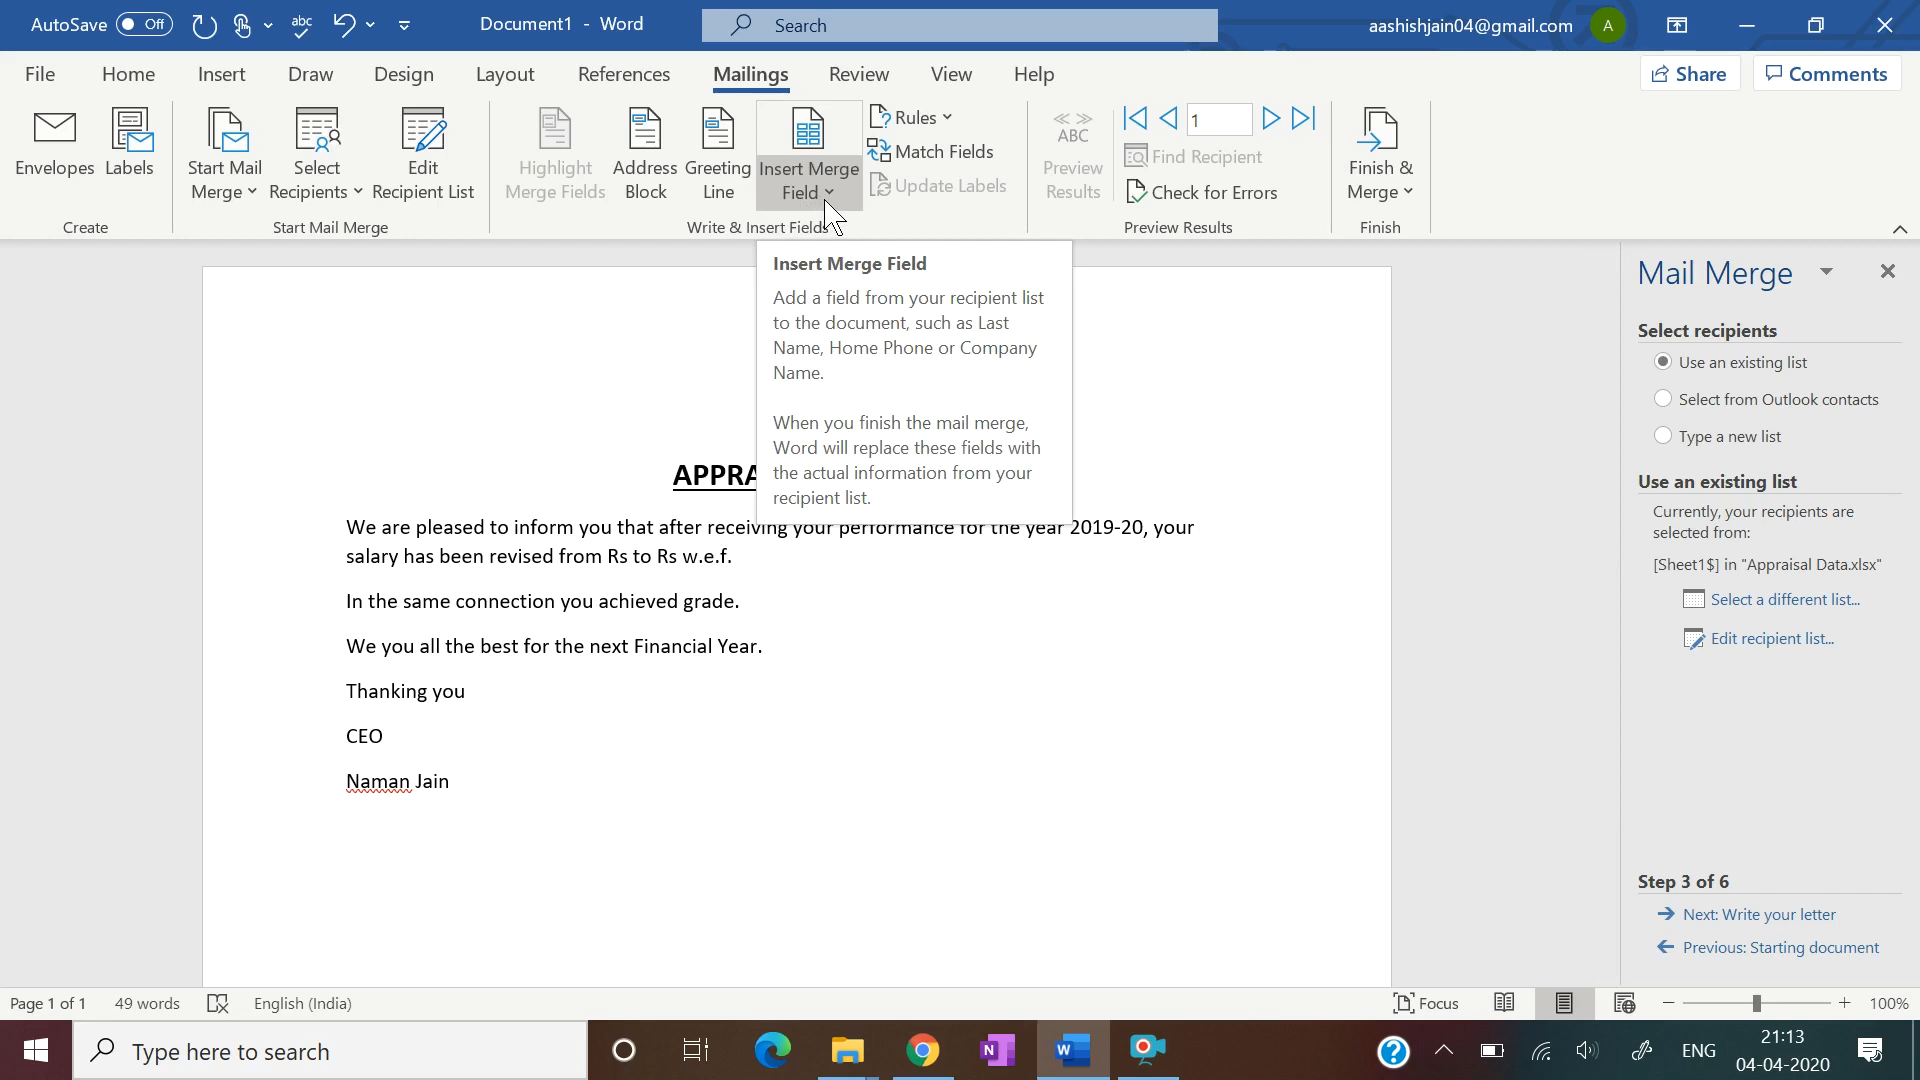 AutoSave Off
abc
Document1 - Word
Search
aashishjain04@gmail.com
A
File Home Insert Draw Design Layout References Mailings Review View Help
Share Comments
Envelopes
Labels
Create
Start Mail
Merge
Select
Recipients
Edit
Recipient List
Start Mail Merge
Highlight
Merge Fields
Address
Block
Greeting
Line
Insert Merge
Field
Rules
Match Fields
Update Labels
Write & Insert Fields
ABC
Preview
Results
1
Find Recipient
Check for Errors
Preview Results
Finish &
Merge
Finish
Insert Merge Field
Add a field from your recipient list
to the document, such as Last
Name, Home Phone or Company
Name.
When you finish the mail merge,
Word will replace these fields with
the actual information from your
recipient list.
APPRA
We are pleased to inform you that after receiving your performance for the year 2019-20, your
salary has been revised from Rs to Rs w.e.f.
In the same connection you achieved grade.
We you all the best for the next Financial Year.
Thanking you
CEO
Naman Jain
Mail Merge
Select recipients
Use an existing list
Select from Outlook contacts
Type a new list
Use an existing list
Currently, your recipients are
selected from:
[Sheet1$] in "Appraisal Data.xlsx"
Select a different list...
Edit recipient list...
Step 3 of 6
Next: Write your letter
Previous: Starting document
Page 1 of 1 49 words English (India)
Focus
100%
Type here to search
N
W
?
ENG
21:13
04-04-2020